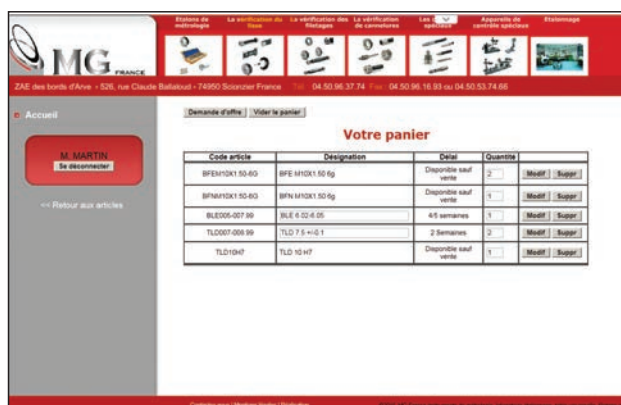 Etalons de métrologie
La vérification du lisse
La vérification des filetages
La vérification de cannelures
Les
spéciaux
Appareils de contrôle spéciaux
Etalonnage
MG FRANCE
ZAE des bords d'Arve - 526, rue Claude Ballaloud - 74950 Scionzier France Tél : 04.50.96.37.74 Fax : 04.50.96.16.93 ou 04.50.53.74.66
Accueil
Demande d'offre Vider le panier
Votre panier
M. MARTIN
Se déconnecter
<< Retour aux articles
Code article Désignation Délai Quantité
BFEM10X1.50-6G BFE M10X1.50 6g Disponible sauf vente 2 Modif Suppr
BFNM10X1.50-6G BFN M10X1.50 6g Disponible sauf vente 1 Modif Suppr
BLE005-007.99 BLE 6.02-6.05 4/5 semaines 1 Modif Suppr
TLD007-008.99 TLD 7.5 +/-0.1 2 Semaines 2 Modif Suppr
TLD10H7 TLD 10 H7 Disponible sauf vente 1 Modif Suppr